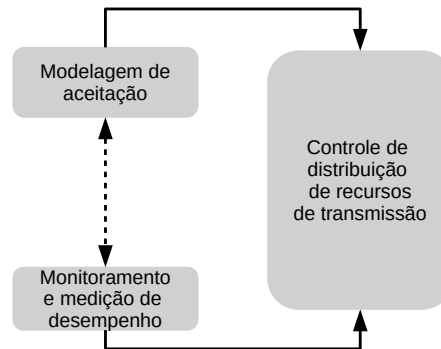 Modelagem de
aceitação
Controle de
distribuição
de recursos
de transmissão
Monitoramento
e medição de
desempenho